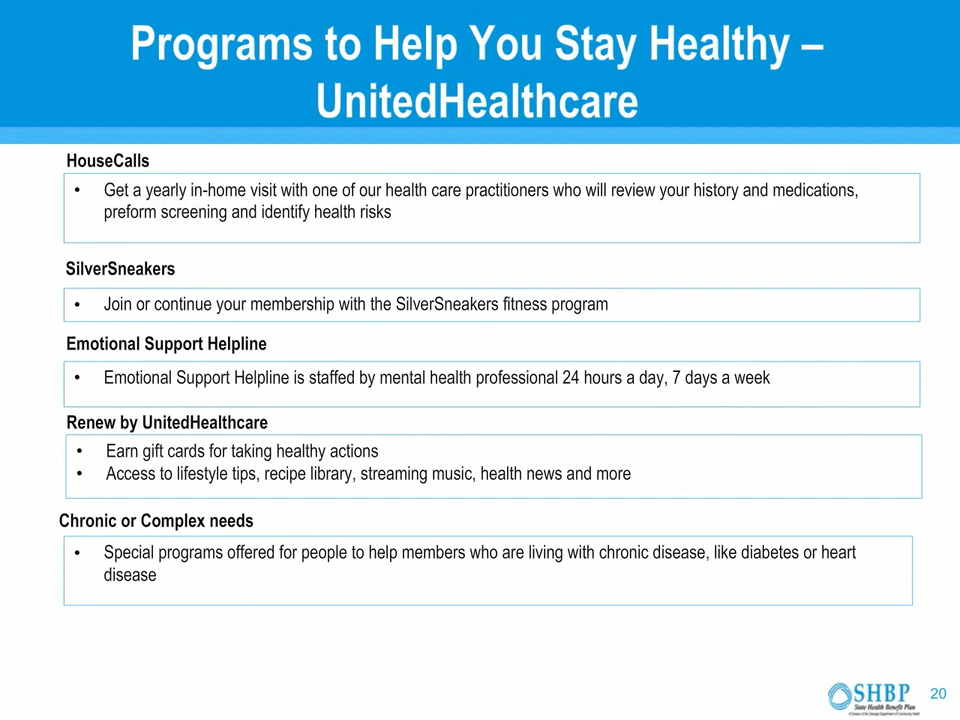 Programs to Help You Stay Healthy –
UnitedHealthcare
HouseCalls
• Get a yearly in-home visit with one of our health care practitioners who will review your history and medications,
preform screening and identify health risks
SilverSneakers
• Join or continue your membership with the SilverSneakers fitness program
Emotional Support Helpline
• Emotional Support Helpline is staffed by mental health professional 24 hours a day, 7 days a week
Renew by UnitedHealthcare
• Earn gift cards for taking healthy actions
• Access to lifestyle tips, recipe library, streaming music, health news and more
Chronic or Complex needs
• Special programs offered for people to help members who are living with chronic disease, like diabetes or heart
disease
SHBP
State Health Benefit Plan
A Division of the Georgia Department of Community Health
20